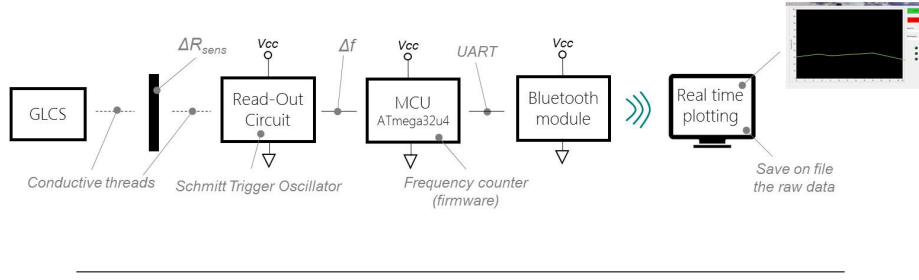 ΔR_sens
Vcc
Δf
Vcc
UART
Vcc
GLCS
Read-Out
Circuit
MCU
ATmega32u4
Bluetooth
module
Real time
plotting
Conductive threads
Schmitt Trigger Oscillator
Frequency counter
(firmware)
Save on file
the raw data